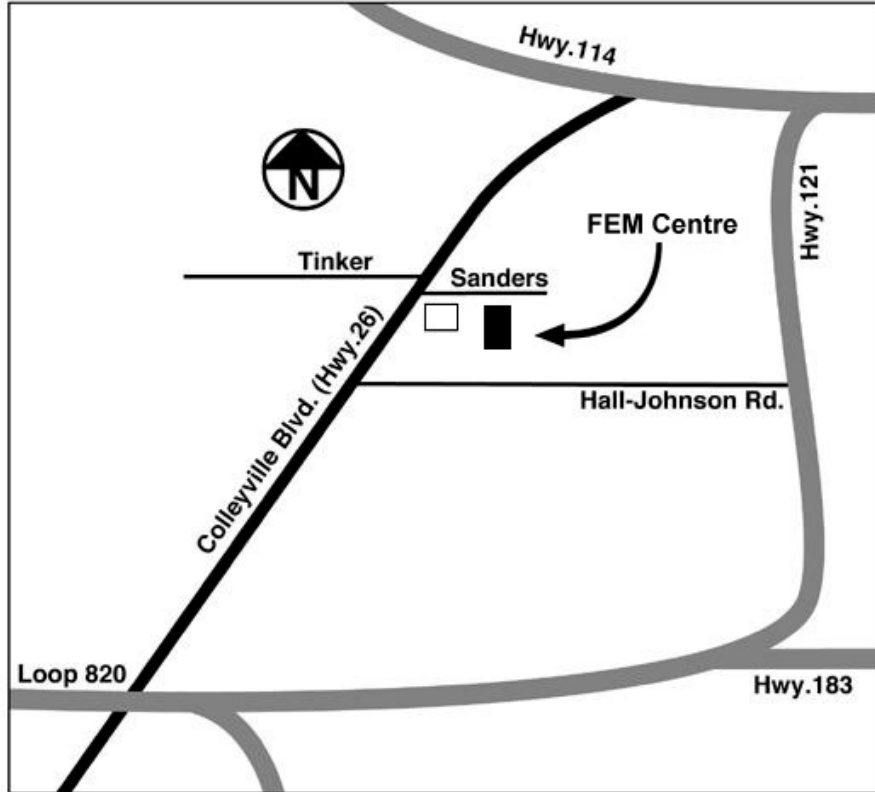 Hwy.114
N
Hwy.121
FEM Centre
Tinker
Sanders
Colleyville Blvd. (Hwy.26)
Hall-Johnson Rd.
Loop 820
Hwy.183